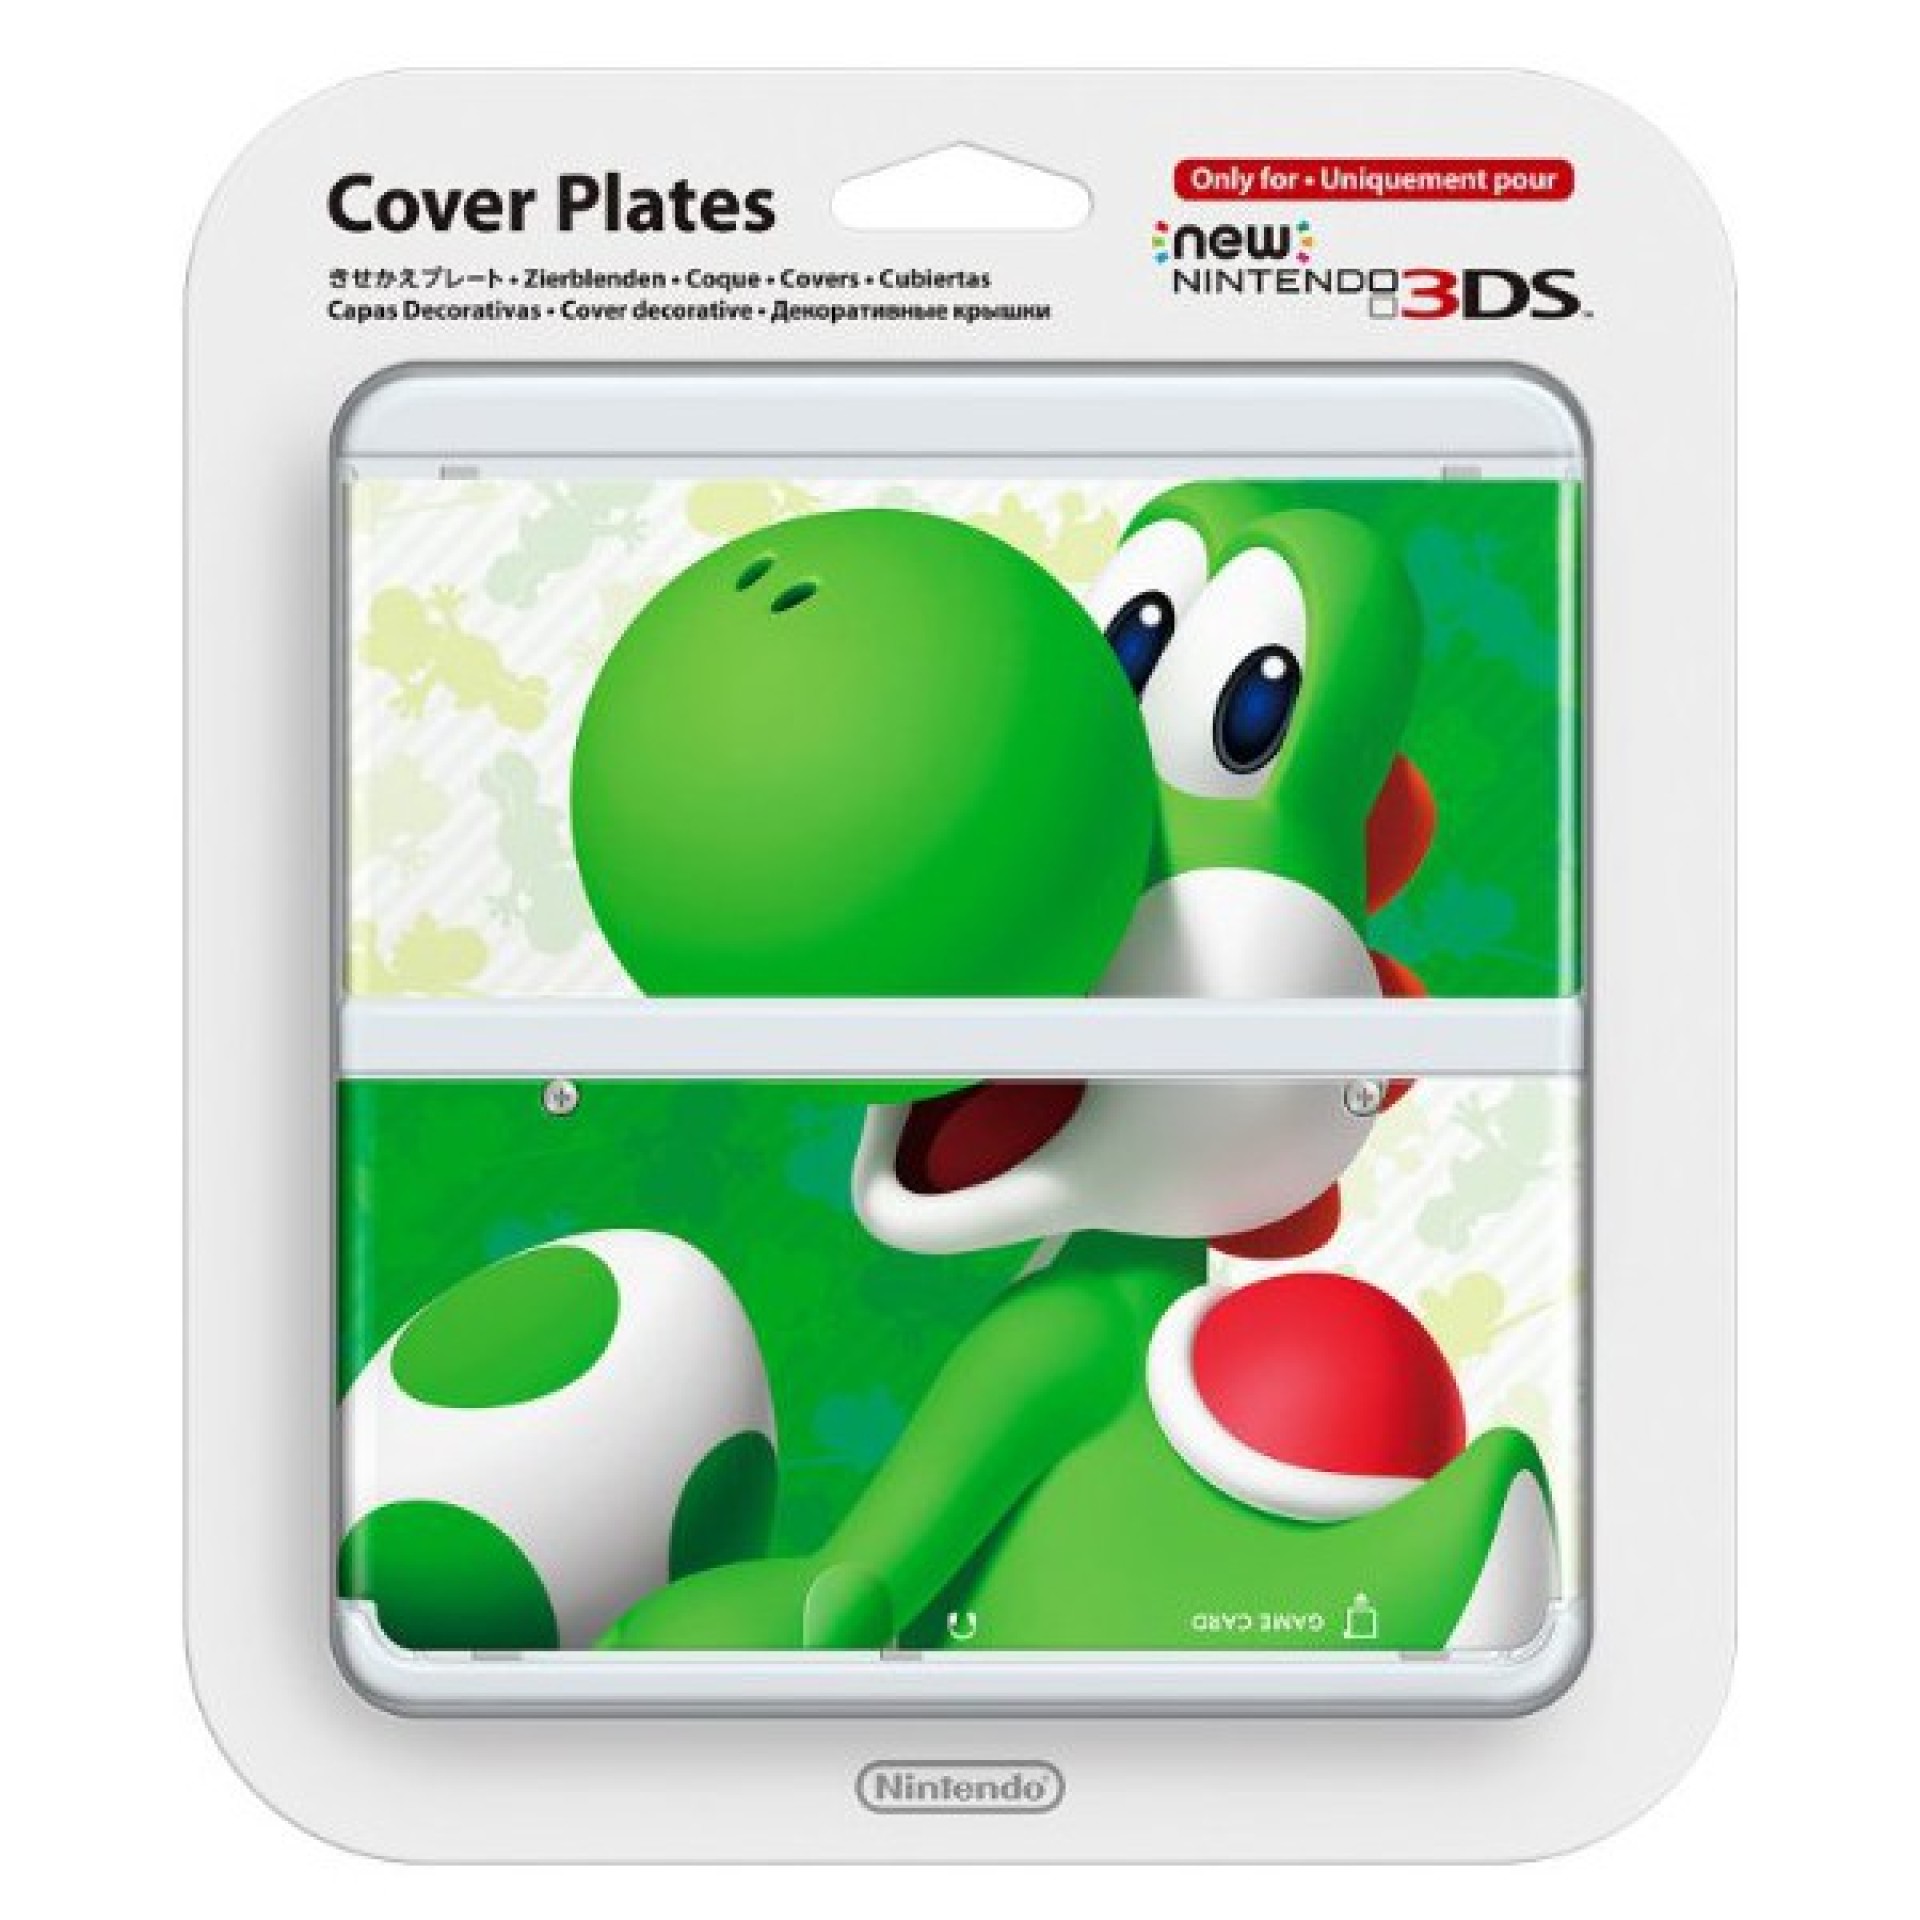 Cover Plates
きせかえプレート • Zierblenden • Coque • Covers • Cubiertas
Capas Decorativas • Cover decorative • Декоративные крышки
Only for • Uniquement pour
new
NINTENDO 3DS™
GAME CARD
Nintendo®